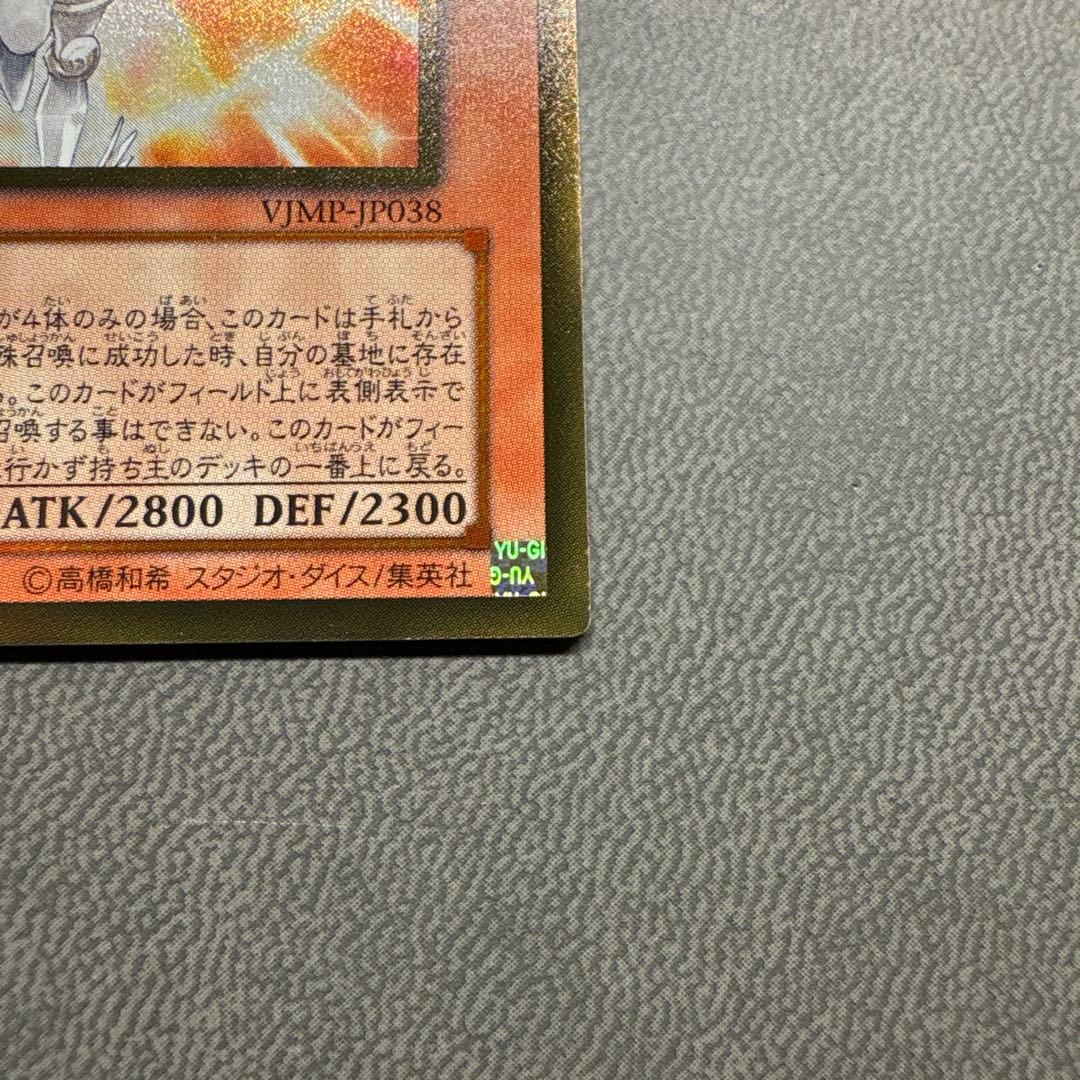 VJMP-JP038
が4体のみの場合、このカードは手札から
殊召喚に成功した時、自分の墓地に存在
。このカードがフィールド上に表側表示で
召喚する事はできない。このカードがフィー
行かず持ち主のデッキの一番上に戻る。
ATK/2800 DEF/2300
©高橋和希 スタジオ・ダイス/集英社
YU-GI